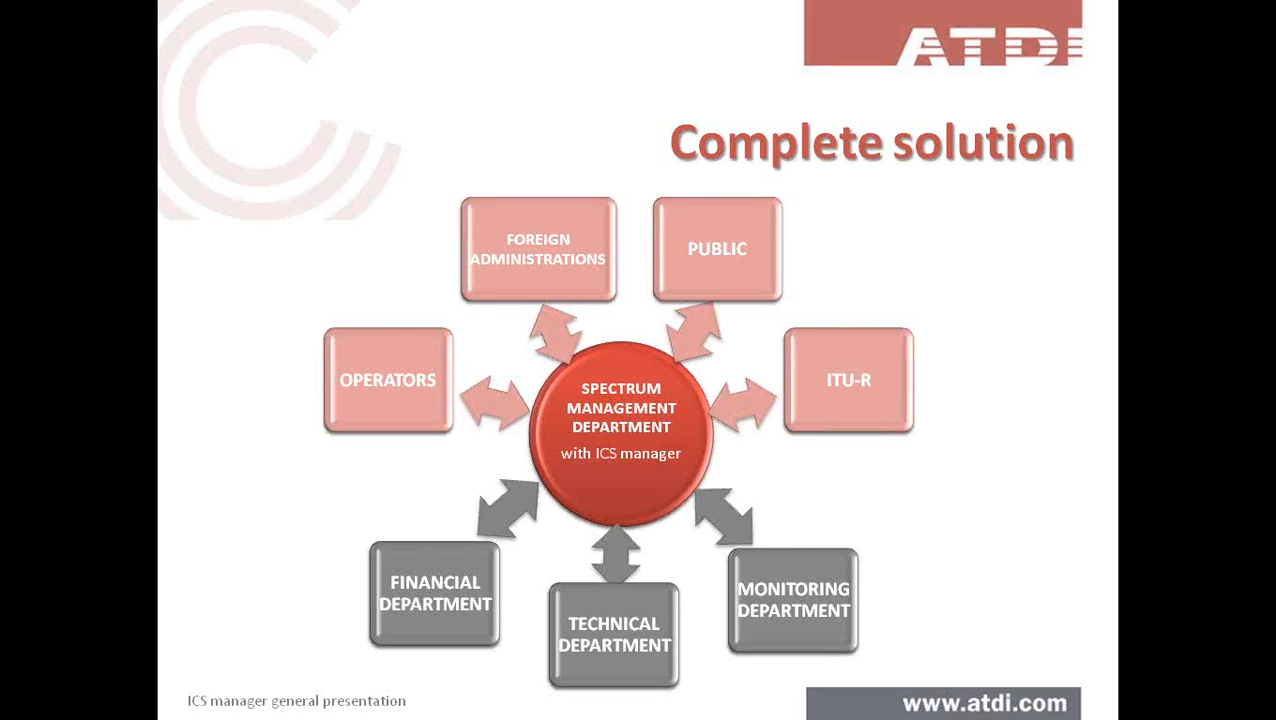 ATDI
Complete solution
FOREIGN
ADMINISTRATIONS
PUBLIC
OPERATORS
ITU-R
SPECTRUM
MANAGEMENT
DEPARTMENT
with ICS manager
FINANCIAL
DEPARTMENT
TECHNICAL
DEPARTMENT
MONITORING
DEPARTMENT
ICS manager general presentation
www.atdi.com